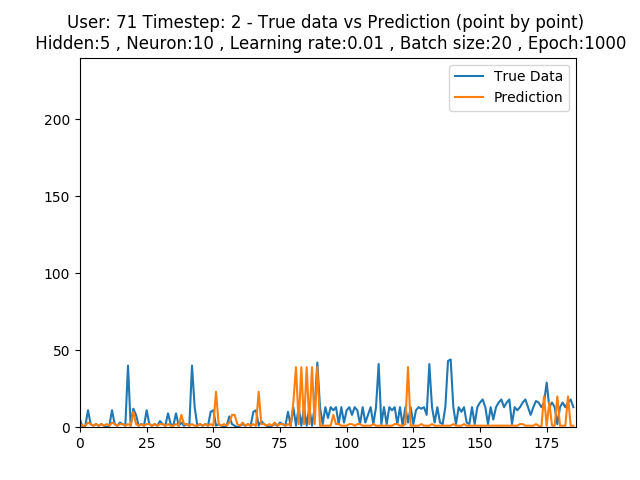 User: 71 Timestep: 2 - True data vs Prediction (point by point)
Hidden:5 , Neuron:10 , Learning rate:0.01 , Batch size:20 , Epoch:1000
True Data
Prediction
200
150
100
50
0
0 25 50 75 100 125 150 175